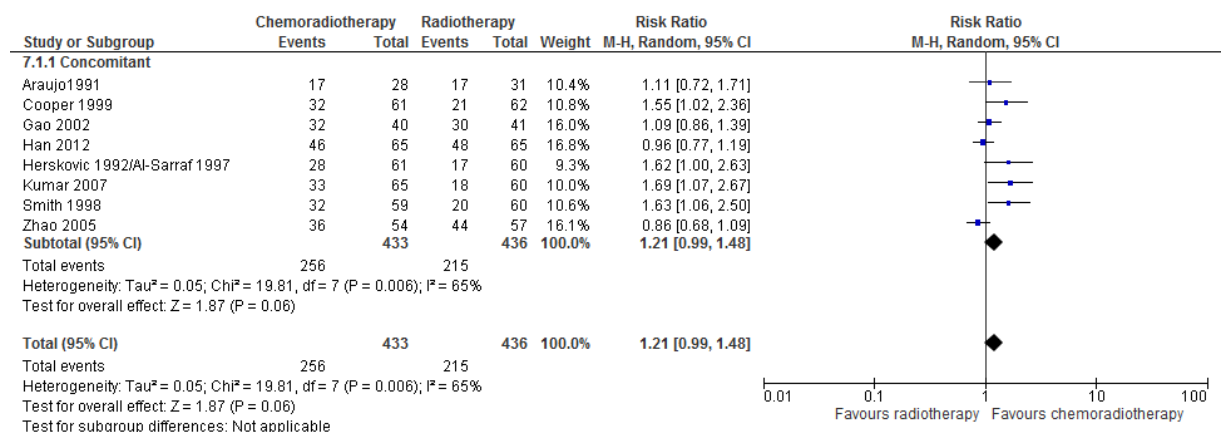 Chemoradiotherapy Radiotherapy Risk Ratio Risk Ratio
Study or Subgroup Events Total Events Total Weight M-H, Random, 95% CI M-H, Random, 95% CI
7.1.1 Concomitant
Araujo1991 17 28 17 31 10.4% 1.11 [0.72, 1.71]
Cooper 1999 32 61 21 62 10.8% 1.55 [1.02, 2.36]
Gao 2002 32 40 30 41 16.0% 1.09 [0.86, 1.39]
Han 2012 46 65 48 65 16.8% 0.96 [0.77, 1.19]
Herskovic 1992/Al-Sarraf 1997 28 61 17 60 9.3% 1.62 [1.00, 2.63]
Kumar 2007 33 65 18 60 10.0% 1.69 [1.07, 2.67]
Smith 1998 32 59 20 60 10.7% 1.63 [1.06, 2.50]
Zhao 2005 36 54 44 57 16.1% 0.86 [0.68, 1.09]
Subtotal (95% CI) 433 436 100.0% 1.21 [0.99, 1.48]
Total events 256 215
Heterogeneity: Tau² = 0.05; Chi² = 19.81, df = 7 (P = 0.006); I² = 65%
Test for overall effect: Z = 1.87 (P = 0.06)
Total (95% CI) 433 436 100.0% 1.21 [0.99, 1.48]
Total events 256 215
Heterogeneity: Tau² = 0.05; Chi² = 19.81, df = 7 (P = 0.006); I² = 65%
Test for overall effect: Z = 1.87 (P = 0.06)
Test for subgroup differences: Not applicable
0.01 0.1 1 10 100
Favours radiotherapy Favours chemoradiotherapy